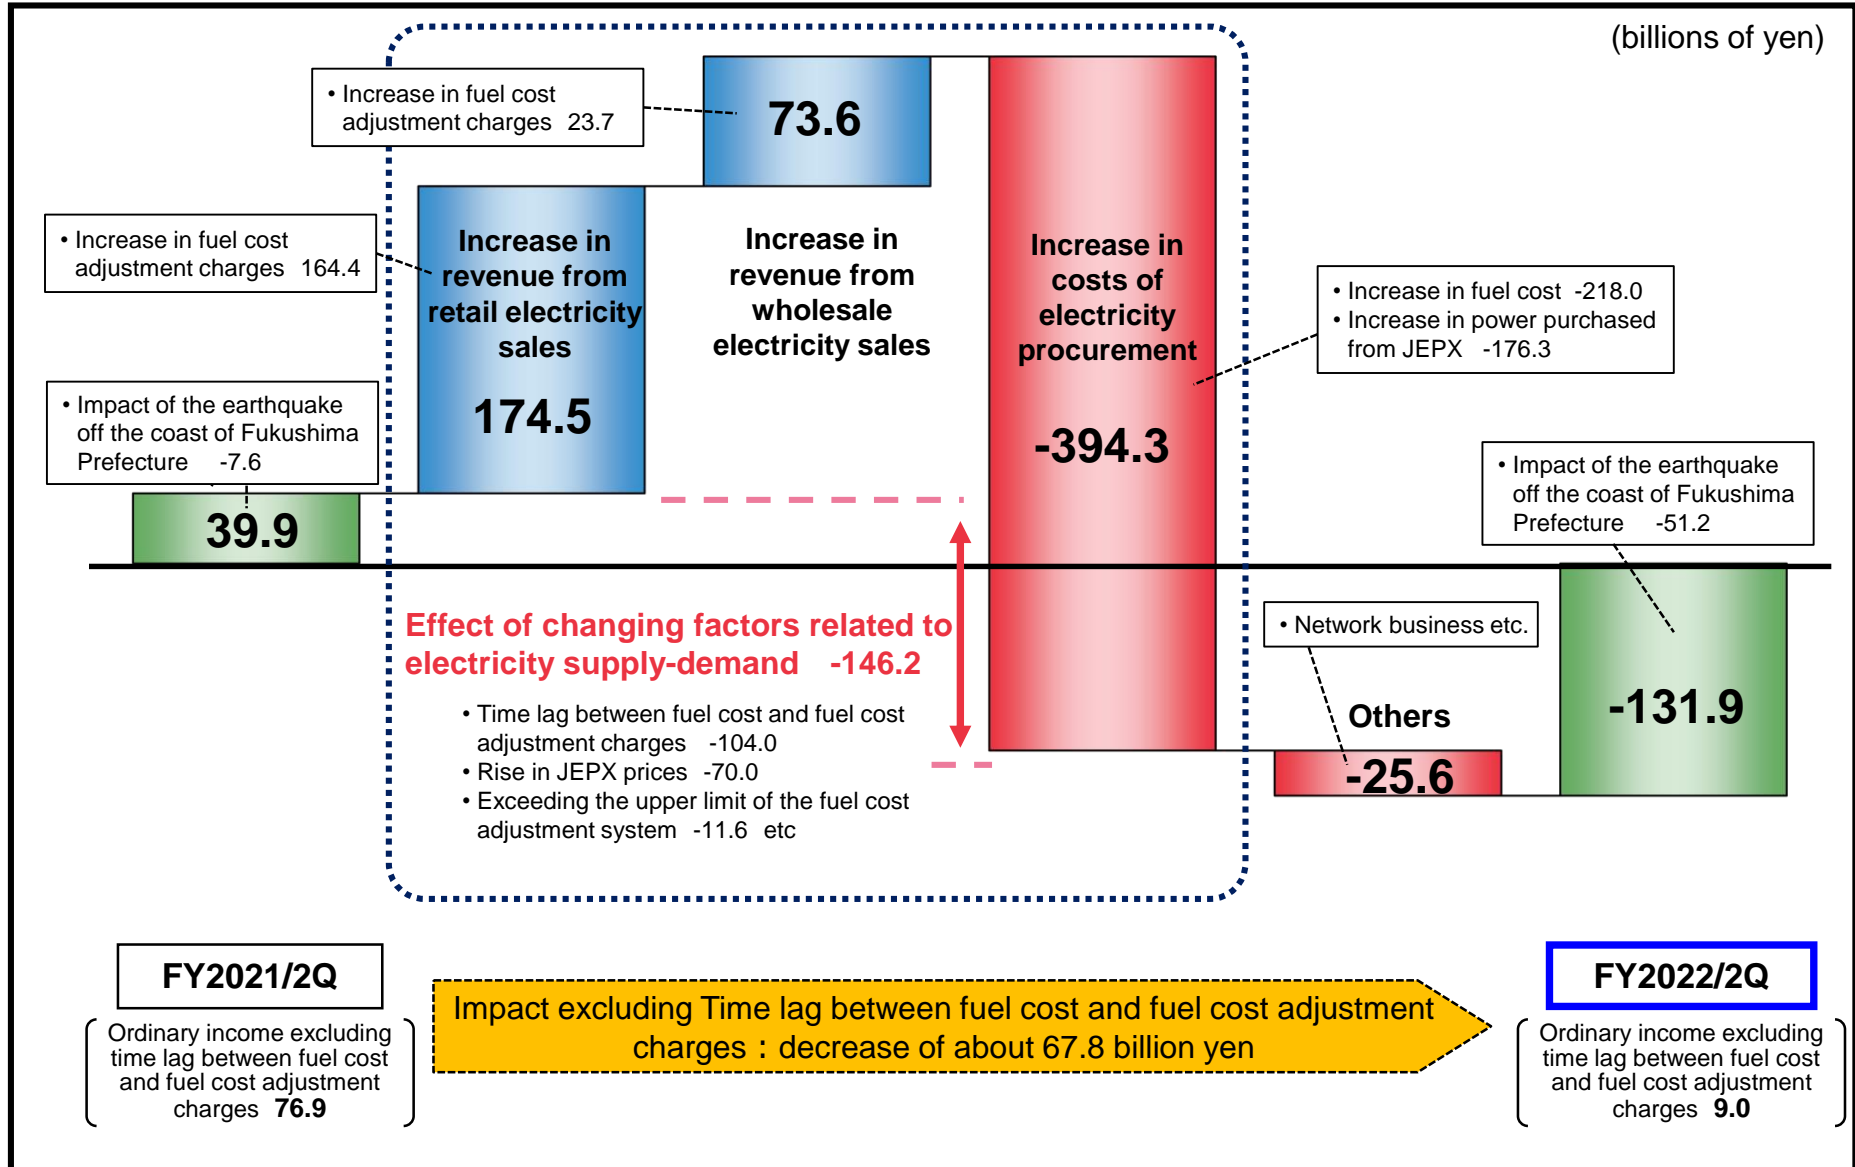 (billions of yen)
• Increase in fuel cost
adjustment charges 23.7
73.6
• Increase in fuel cost
adjustment charges 164.4
Increase in
revenue from
retail electricity
sales
174.5
Increase in
revenue from
wholesale
electricity sales
Increase in
costs of
electricity
procurement
-394.3
• Increase in fuel cost -218.0
• Increase in power purchased
from JEPX -176.3
• Impact of the earthquake
off the coast of Fukushima
Prefecture -7.6
39.9
• Impact of the earthquake
off the coast of Fukushima
Prefecture -51.2
Effect of changing factors related to
electricity supply-demand -146.2
• Time lag between fuel cost and fuel cost
adjustment charges -104.0
• Rise in JEPX prices -70.0
• Exceeding the upper limit of the fuel cost
adjustment system -11.6 etc
• Network business etc.
Others
-25.6
-131.9
FY2021/2Q
Ordinary income excluding
time lag between fuel cost
and fuel cost adjustment
charges 76.9
Impact excluding Time lag between fuel cost and fuel cost adjustment
charges：decrease of about 67.8 billion yen
FY2022/2Q
Ordinary income excluding
time lag between fuel cost
and fuel cost adjustment
charges 9.0